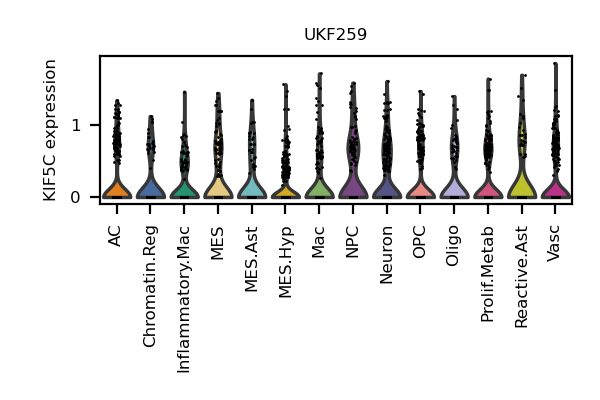 UKF259
KIF5C expression
1
0
AC
Chromatin.Reg
Inflammatory.Mac
MES
MES.Ast
MES.Hyp
Mac
NPC
Neuron
OPC
Oligo
Prolif.Metab
Reactive.Ast
Vasc